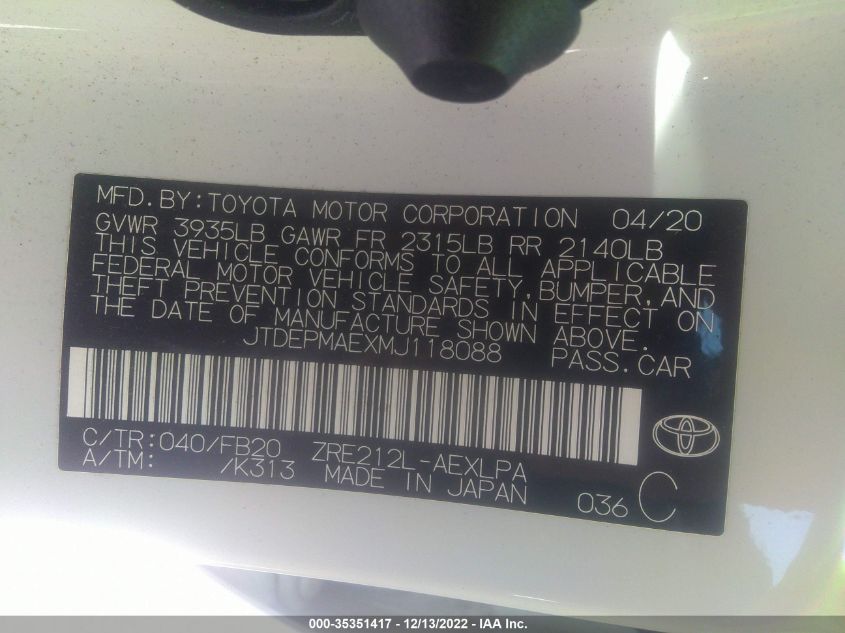 MFD.BY:TOYOTA MOTOR CORPORATION 04/20
GVWR 3935LB GAWR FR 2315LB RR 2140LB
THIS VEHICLE CONFORMS TO ALL APPLICABLE
FEDERAL MOTOR VEHICLE SAFETY,BUMPER,AND
THEFT PREVENTION STANDARDS IN EFFECT ON
THE DATE OF MANUFACTURE SHOWN ABOVE.
JTDEPMAEXMJ118088 PASS.CAR
C/TR:040/FB20 ZRE212L-AEXLPA
A/TM: /K313 MADE IN JAPAN 036 C
000-35351417 - 12/13/2022 - IAA Inc.